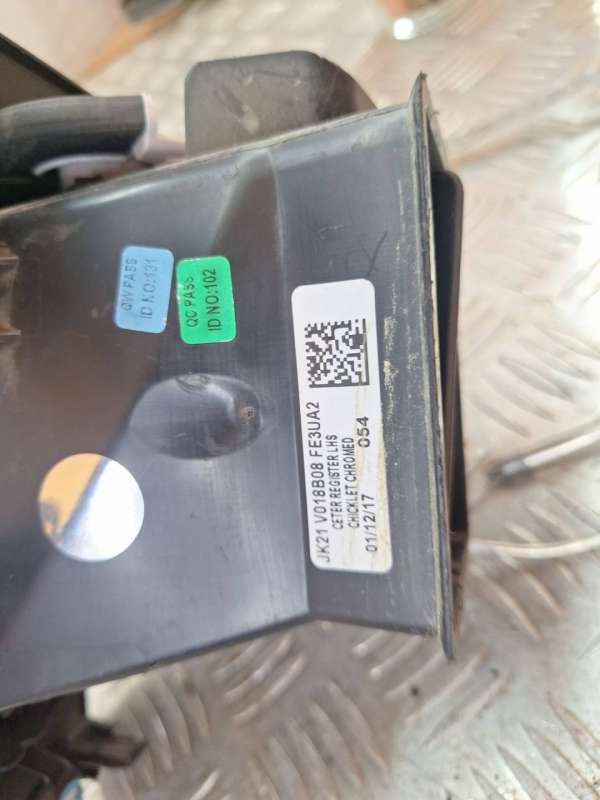 QW PASS
ID NO:131
QC PASS
ID NO:102
JK21 V018B08 FE3UA2
CETER REGISTER LHS
CHICKLET CHROMED
01/12/17 054